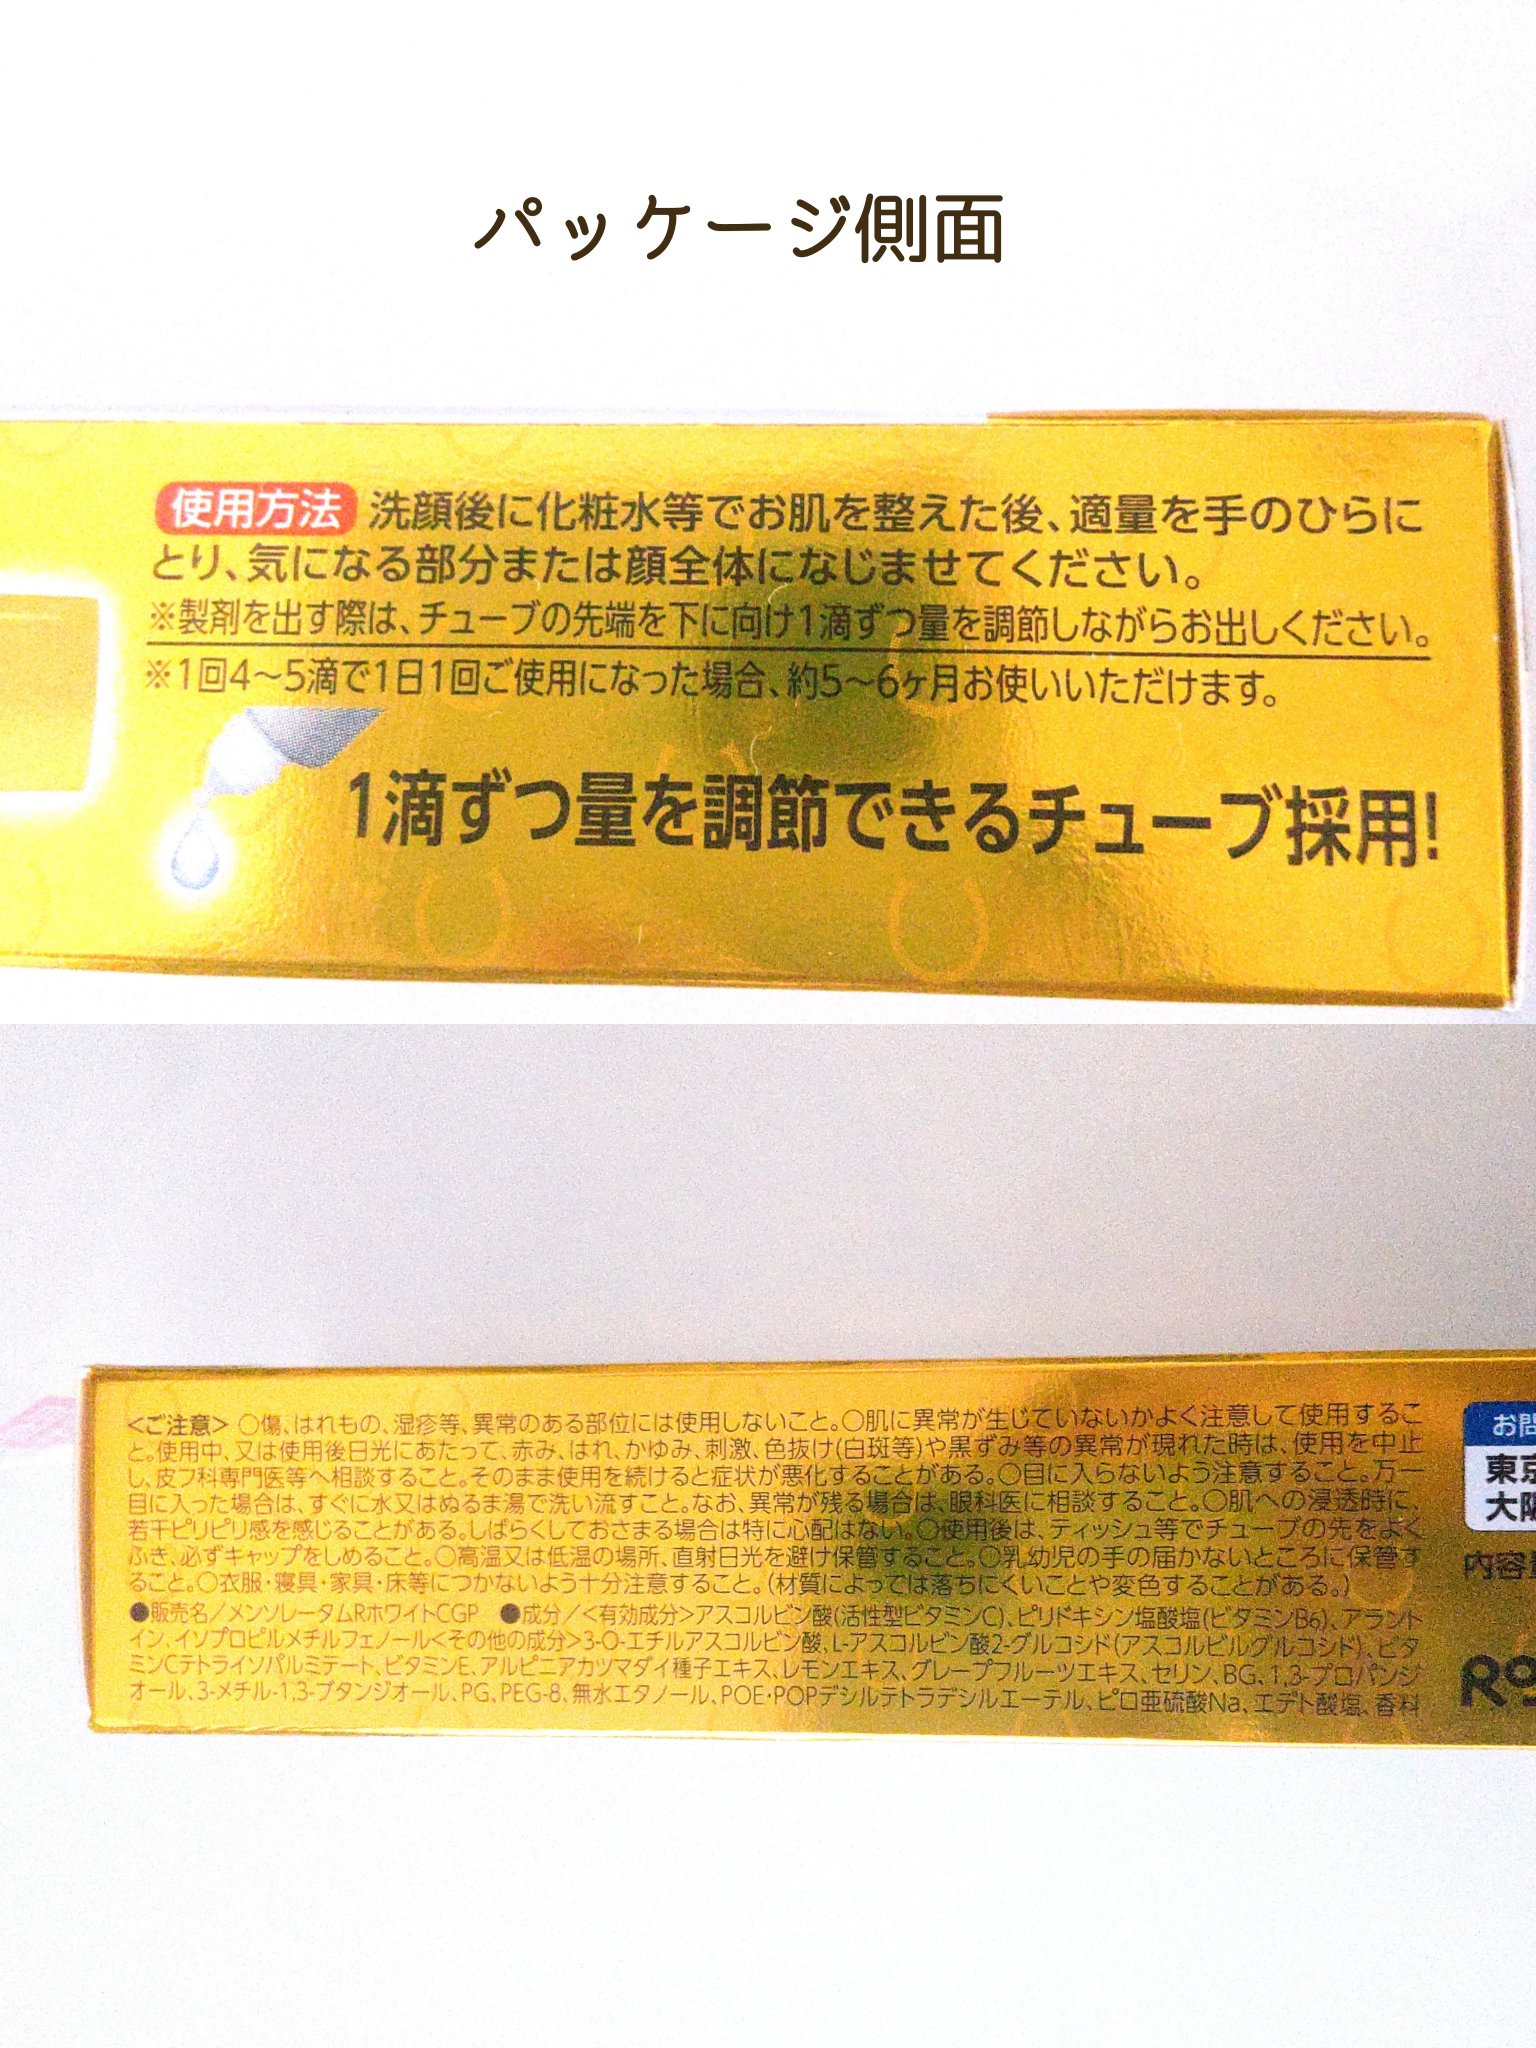 パッケージ側面
使用方法 洗顔後に化粧水等でお肌を整えた後、適量を手のひらに
とり、気になる部分または顔全体になじませてください。
※製剤を出す際は、チューブの先端を下に向け1滴ずつ量を調節しながらお出しください。
※1回4～5滴で1日1回ご使用になった場合、約5～6ヶ月お使いいただけます。
1滴ずつ量を調節できるチューブ採用!
<ご注意> ○傷、はれもの、湿疹等、異常のある部位には使用しないこと。○肌に異常が生じていないかよく注意して使用するこ
と。使用中、又は使用後日光にあたって、赤み、はれ、かゆみ、刺激、色抜け(白斑等)や黒ずみ等の異常が現れた時は、使用を中止
し、皮フ科専門医等へ相談すること。そのまま使用を続けると症状が悪化することがある。○目に入らないよう注意すること。万一
目に入った場合は、すぐに水又はぬるま湯で洗い流すこと。なお、異常が残る場合は、眼科医に相談すること。○肌への浸透時に、
若干ピリピリ感を感じることがある。しばらくしておさまる場合は特に心配はない。○使用後は、ティッシュ等でチューブの先をよく
ふき、必ずキャップをしめること。○高温又は低温の場所、直射日光を避け保管すること。○乳幼児の手の届かないところに保管す
ること。○衣服・寝具・家具・床等につかないよう十分注意すること。(材質によっては落ちにくいことや変色することがある。)
●販売名/メンソレータムRホワイトCGP ●成分/<有効成分>アスコルビン酸(活性型ビタミンC)、ピリドキシン塩酸塩(ビタミンB6)、アラント
イン、イソプロピルメチルフェノール<その他の成分>3-O-エチルアスコルビン酸、L-アスコルビン酸2-グルコシド(アスコルビルグルコシド)、ビタ
ミンCテトライソパルミテート、ビタミンE、アルピニアカツマダイ種子エキス、レモンエキス、グレープフルーツエキス、セリン、BG、1,3-プロパンジ
オール、3-メチル-1,3-ブタンジオール、PG、PEG-8、無水エタノール、POE・POPデシルテトラデシルエーテル、ピロ亜硫酸Na、エデト酸塩、香料
お問
東京
大阪
内容量
Ro